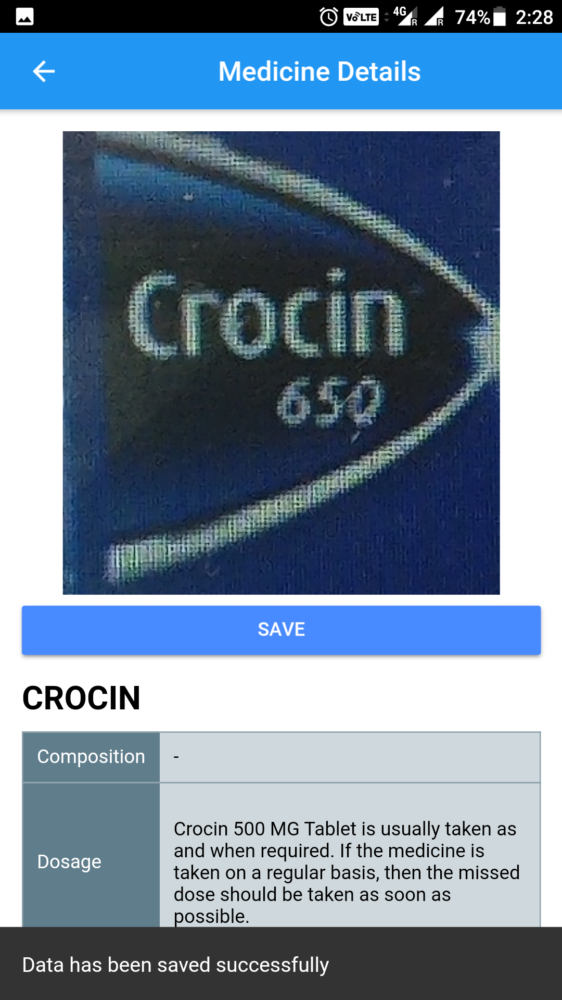 VoLTE 4G R R 74% 2:28
Medicine Details
Crocin
650
SAVE
CROCIN
Composition -
Dosage
Crocin 500 MG Tablet is usually taken as
and when required. If the medicine is
taken on a regular basis, then the missed
dose should be taken as soon as
possible.
Data has been saved successfully